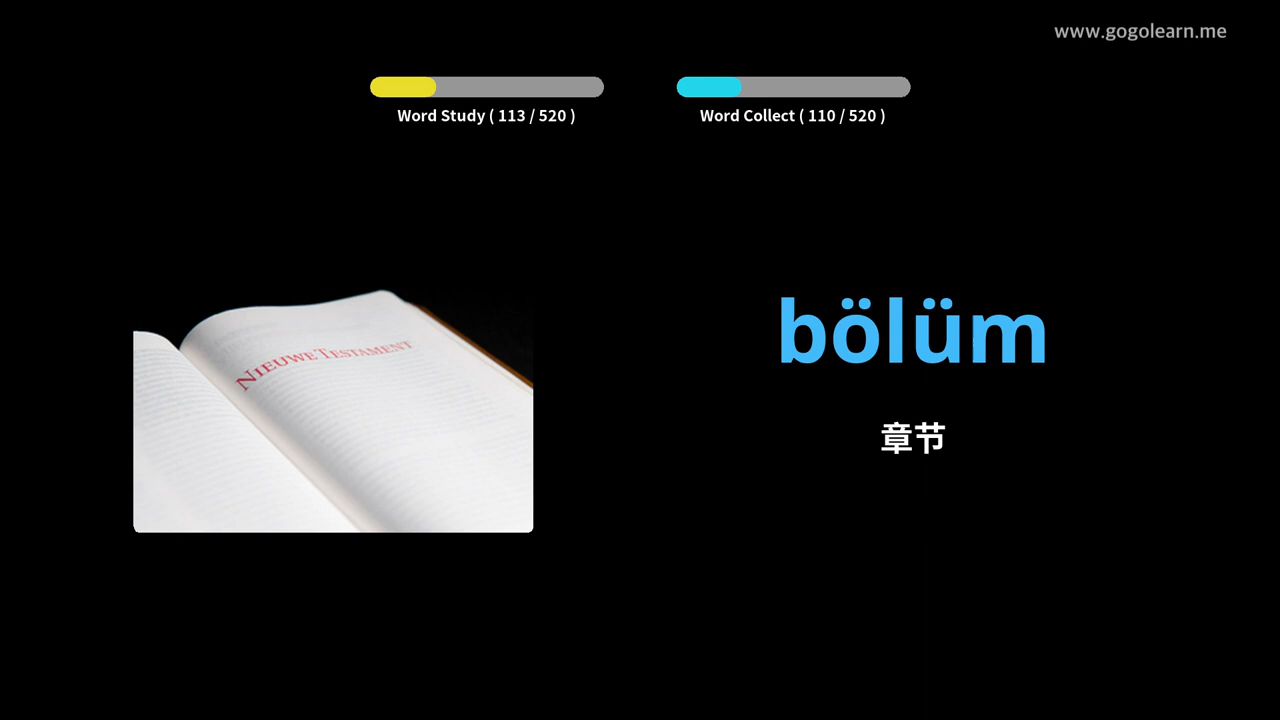 www.gogolearn.me
Word Study ( 113 / 520 )
Word Collect ( 110 / 520 )
NIEUWE TESTAMENT
bölüm
章节